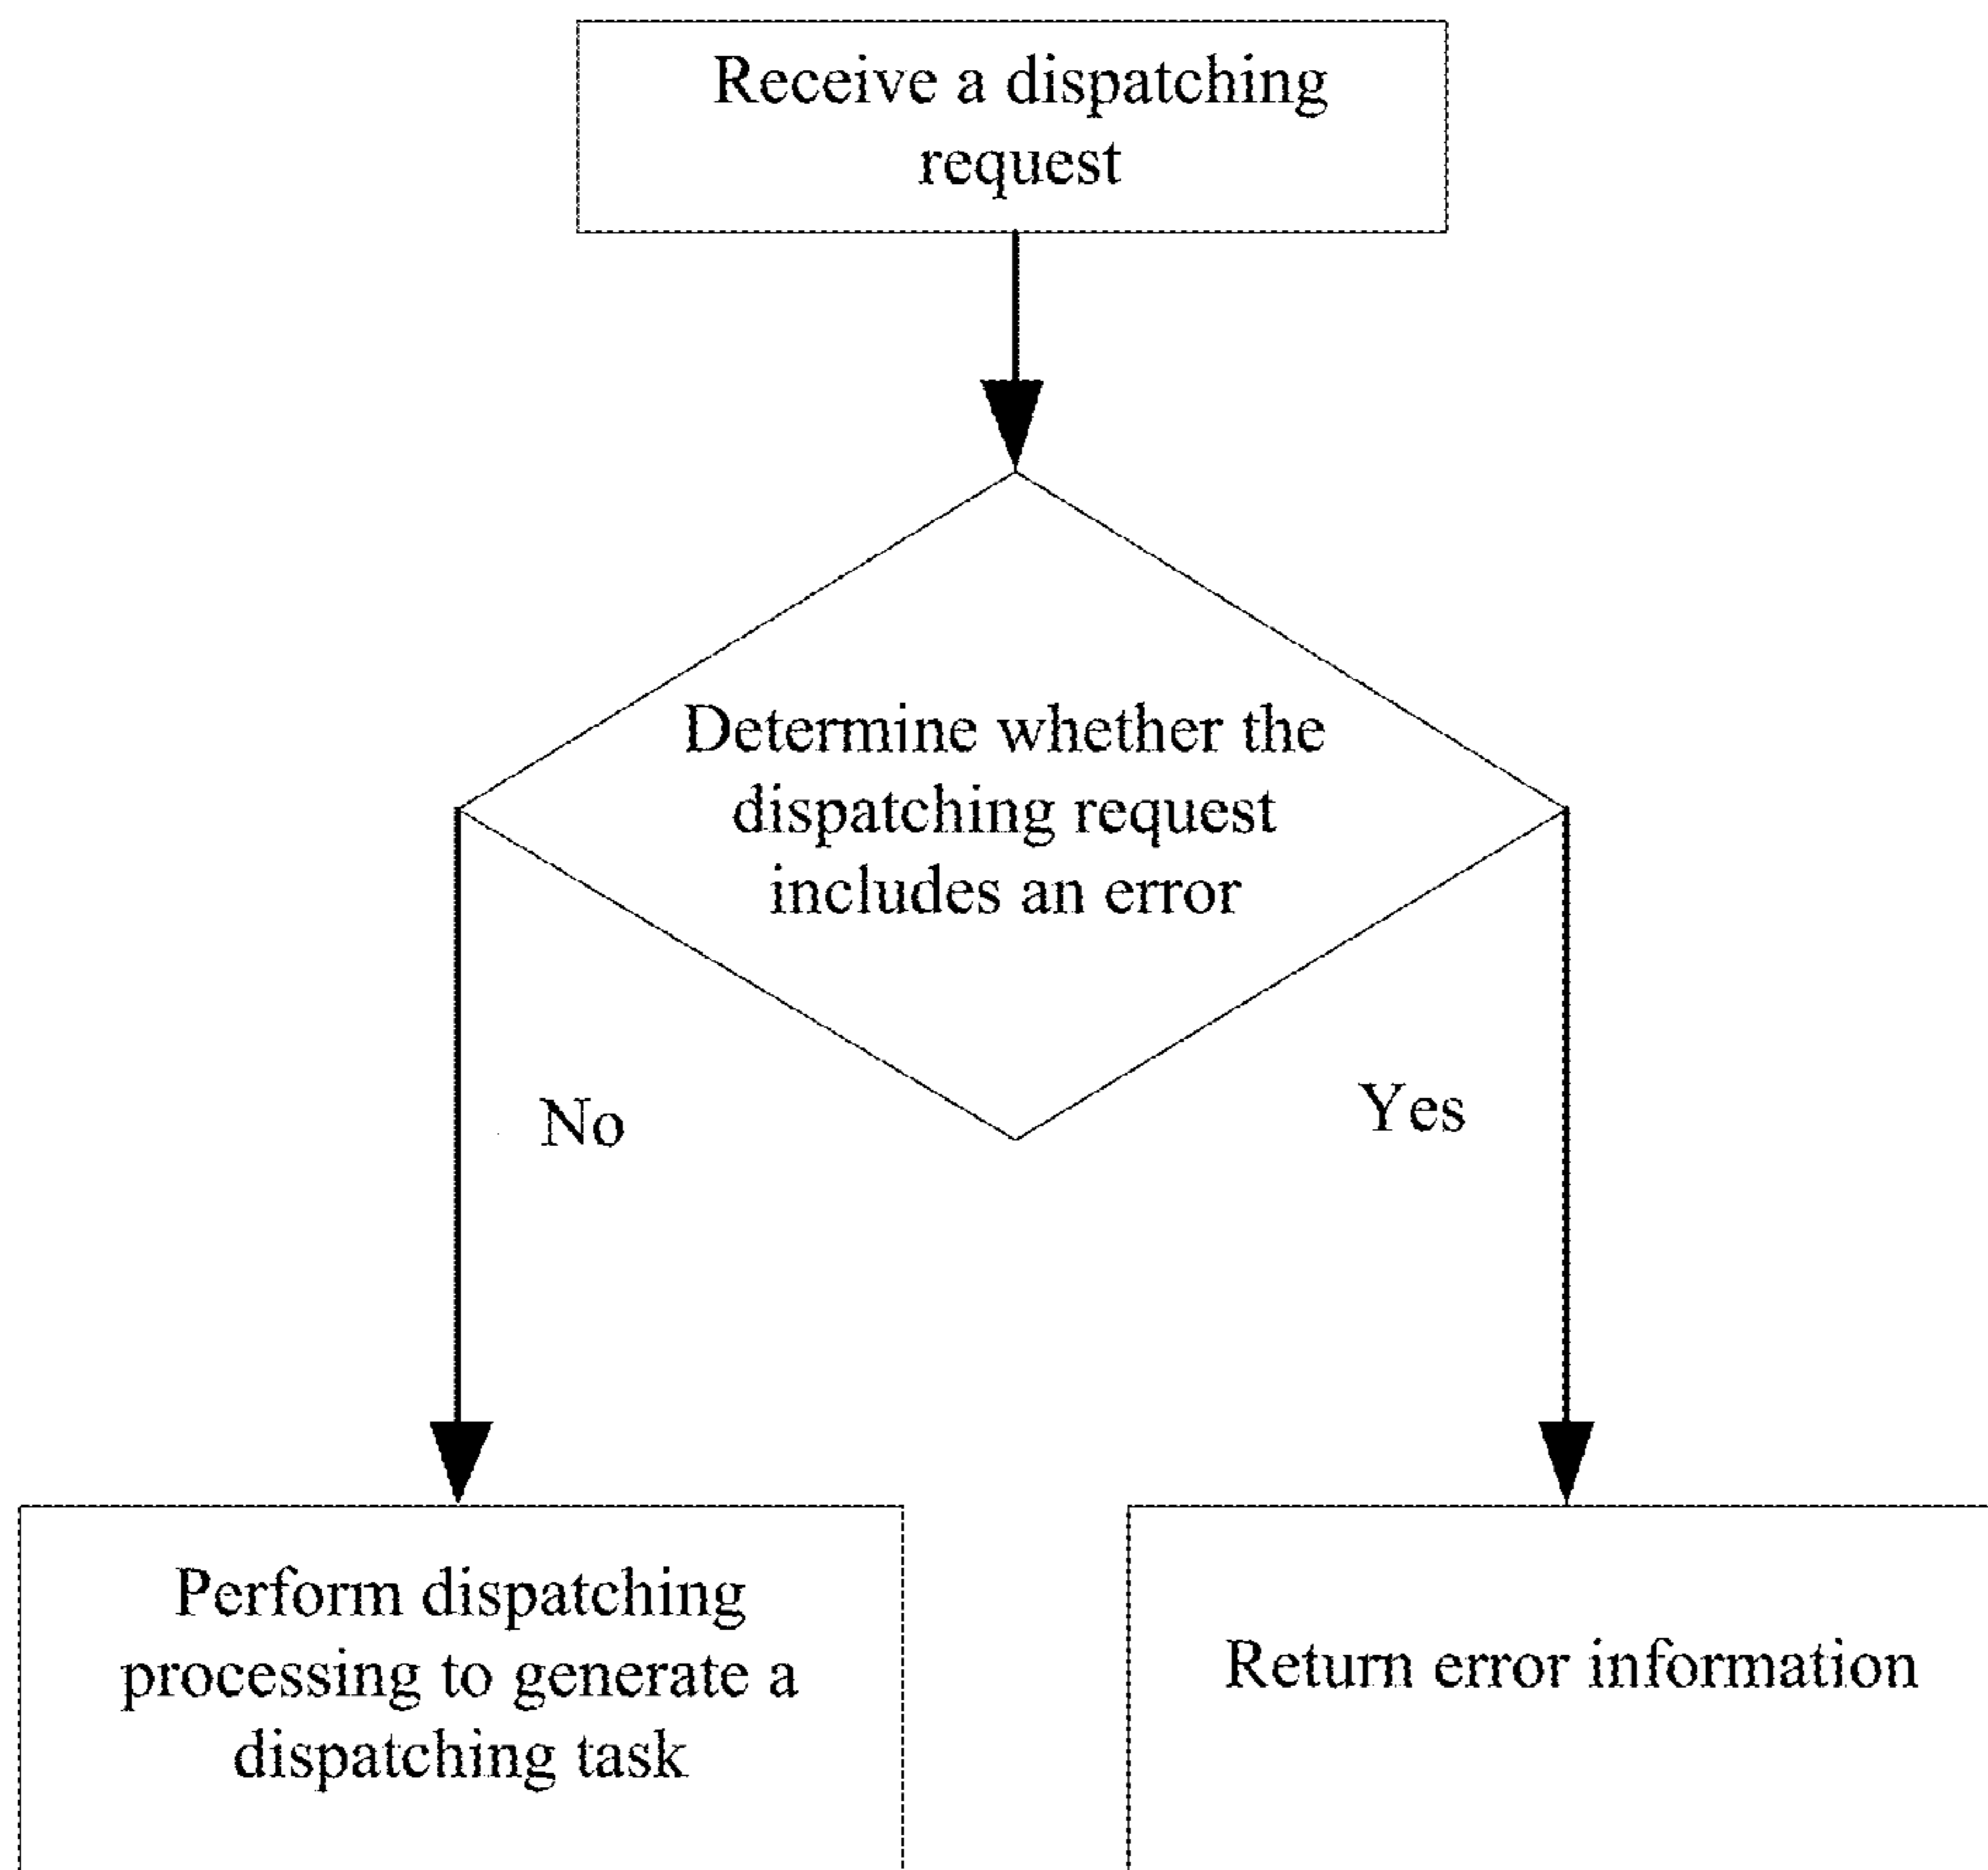 Receive a dispatching
request
Determine whether the
dispatching request
includes an error
No
Yes
Perform dispatching
processing to generate a
dispatching task
Return error information